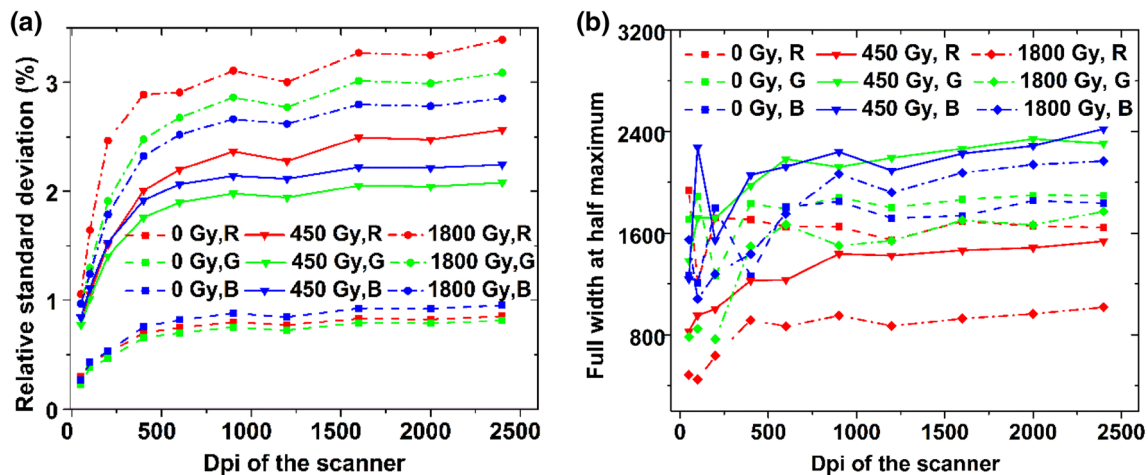 (a)
Relative standard deviation (%)
3
2
1
0
0 Gy,R 450 Gy,R 1800 Gy,R
0 Gy,G 450 Gy,G 1800 Gy,G
0 Gy,B 450 Gy,B 1800 Gy,B
0 500 1000 1500 2000 2500
Dpi of the scanner
(b)
Full width at half maximum
3200
2400
1600
800
0 Gy, R 450 Gy, R 1800 Gy, R
0 Gy, G 450 Gy, G 1800 Gy, G
0 Gy, B 450 Gy, B 1800 Gy, B
0 500 1000 1500 2000 2500
Dpi of the scanner